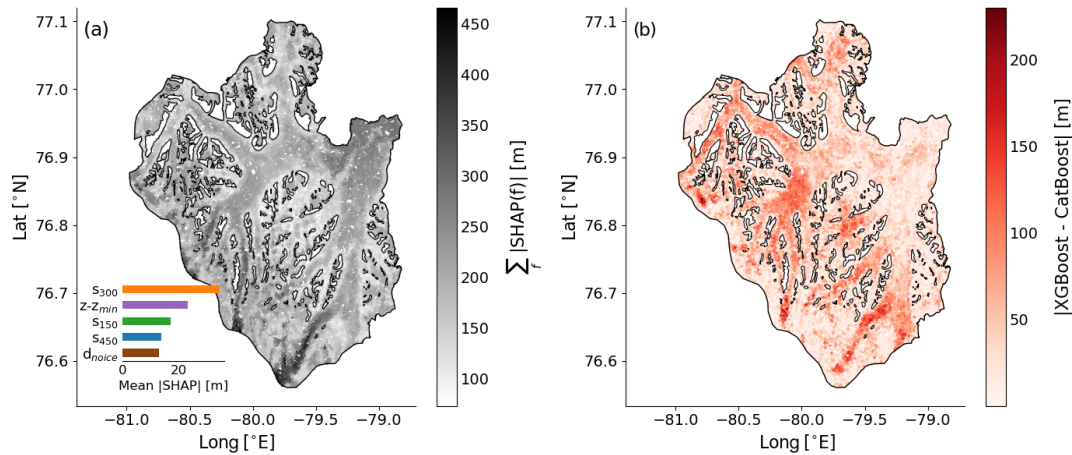 (a)
77.1
77.0
76.9
76.8
76.7
76.6
Lat [°N]
−81.0 −80.5 −80.0 −79.5 −79.0
Long [°E]
s300
z-zmin
s150
s450
dnoice
0 20
Mean |SHAP| [m]
450
400
350
300
250
200
150
100
∑f |SHAP(f)| [m]
(b)
77.1
77.0
76.9
76.8
76.7
76.6
Lat [°N]
−81.0 −80.5 −80.0 −79.5 −79.0
Long [°E]
200
150
100
50
|XGBoost - CatBoost| [m]